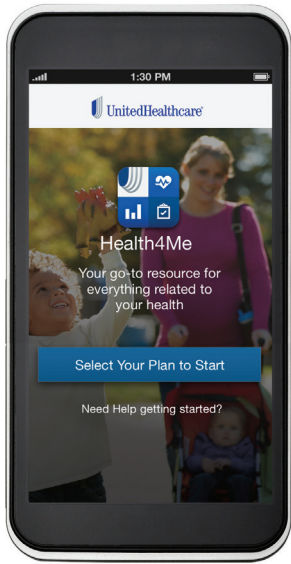 1:30 PM
UnitedHealthcare
Health4Me
Your go-to resource for
everything related to
your health
Select Your Plan to Start
Need Help getting started?